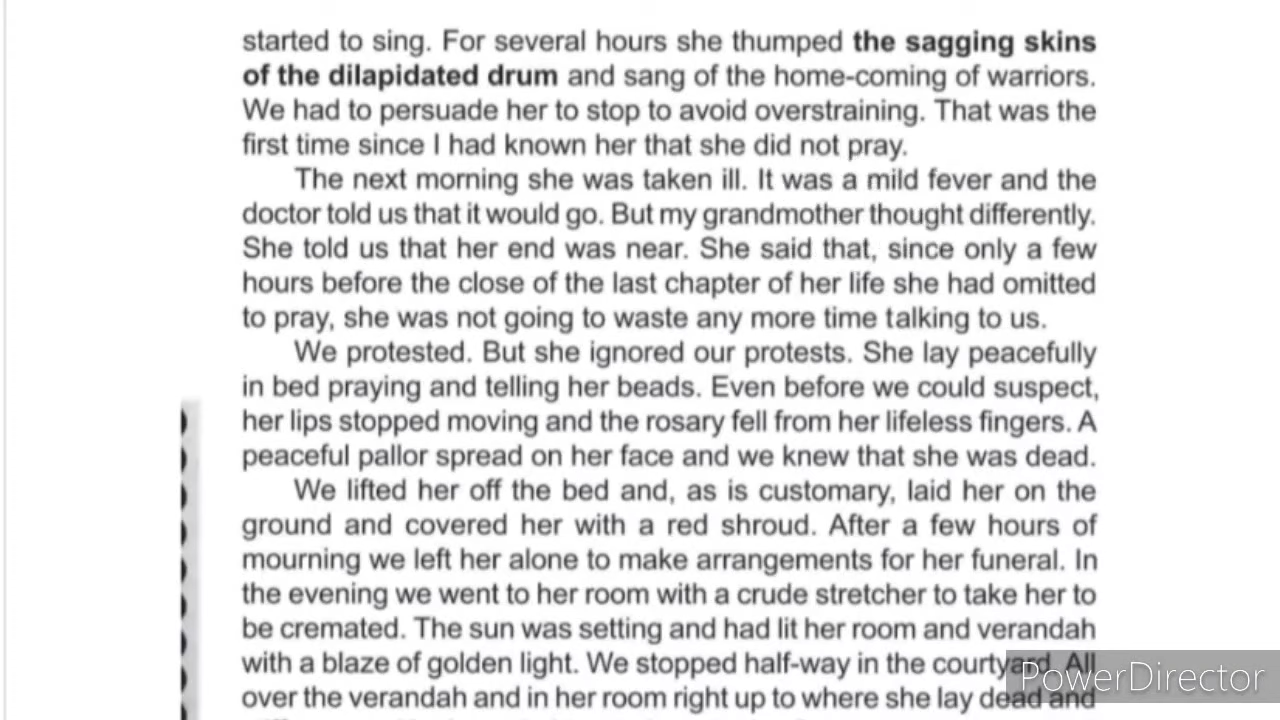 started to sing. For several hours she thumped the sagging skins
of the dilapidated drum and sang of the home-coming of warriors.
We had to persuade her to stop to avoid overstraining. That was the
first time since I had known her that she did not pray.
The next morning she was taken ill. It was a mild fever and the
doctor told us that it would go. But my grandmother thought differently.
She told us that her end was near. She said that, since only a few
hours before the close of the last chapter of her life she had omitted
to pray, she was not going to waste any more time talking to us.
We protested. But she ignored our protests. She lay peacefully
in bed praying and telling her beads. Even before we could suspect,
her lips stopped moving and the rosary fell from her lifeless fingers. A
peaceful pallor spread on her face and we knew that she was dead.
We lifted her off the bed and, as is customary, laid her on the
ground and covered her with a red shroud. After a few hours of
mourning we left her alone to make arrangements for her funeral. In
the evening we went to her room with a crude stretcher to take her to
be cremated. The sun was setting and had lit her room and verandah
with a blaze of golden light. We stopped half-way in the courtyard. All
over the verandah and in her room right up to where she lay dead and
PowerDirector